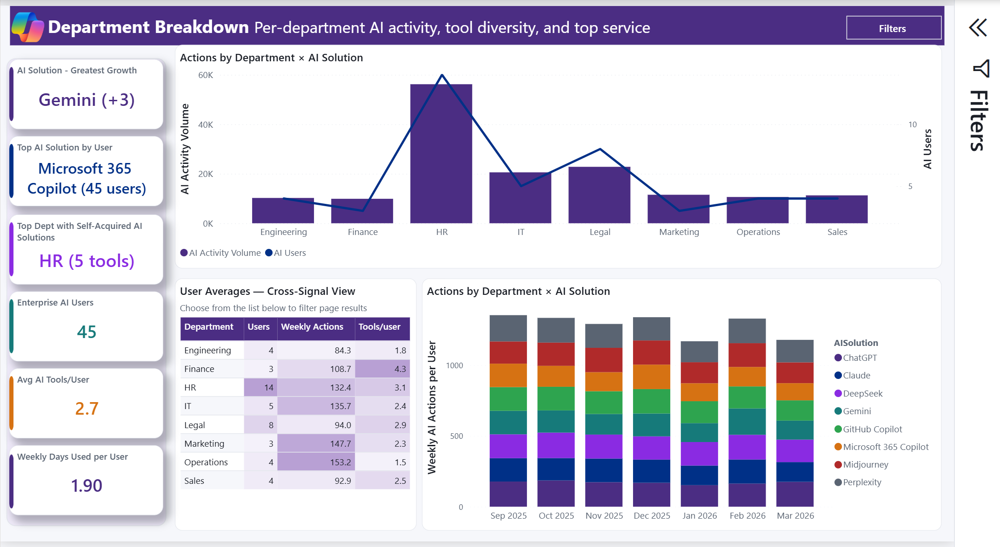 Department Breakdown Per-department AI activity, tool diversity, and top service
Filters
Filters
AI Solution - Greatest Growth
Gemini (+3)
Top AI Solution by User
Microsoft 365
Copilot (45 users)
Top Dept with Self-Acquired AI
Solutions
HR (5 tools)
Enterprise AI Users
45
Avg AI Tools/User
2.7
Weekly Days Used per User
1.90
Actions by Department × AI Solution
AI Activity Volume
60K
40K
20K
0K
10
5
AI Users
Engineering Finance HR IT Legal Marketing Operations Sales
AI Activity Volume AI Users
User Averages — Cross-Signal View
Choose from the list below to filter page results
Department Users Weekly Actions Tools/user
Engineering 4 84.3 1.8
Finance 3 108.7 4.3
HR 14 132.4 3.1
IT 5 135.7 2.4
Legal 8 94.0 2.9
Marketing 3 147.7 2.3
Operations 4 153.2 1.5
Sales 4 92.9 2.5
Actions by Department × AI Solution
Weekly AI Actions per User
1000
500
0
Sep 2025 Oct 2025 Nov 2025 Dec 2025 Jan 2026 Feb 2026 Mar 2026
AISolution
ChatGPT
Claude
DeepSeek
Gemini
GitHub Copilot
Microsoft 365 Copilot
Midjourney
Perplexity